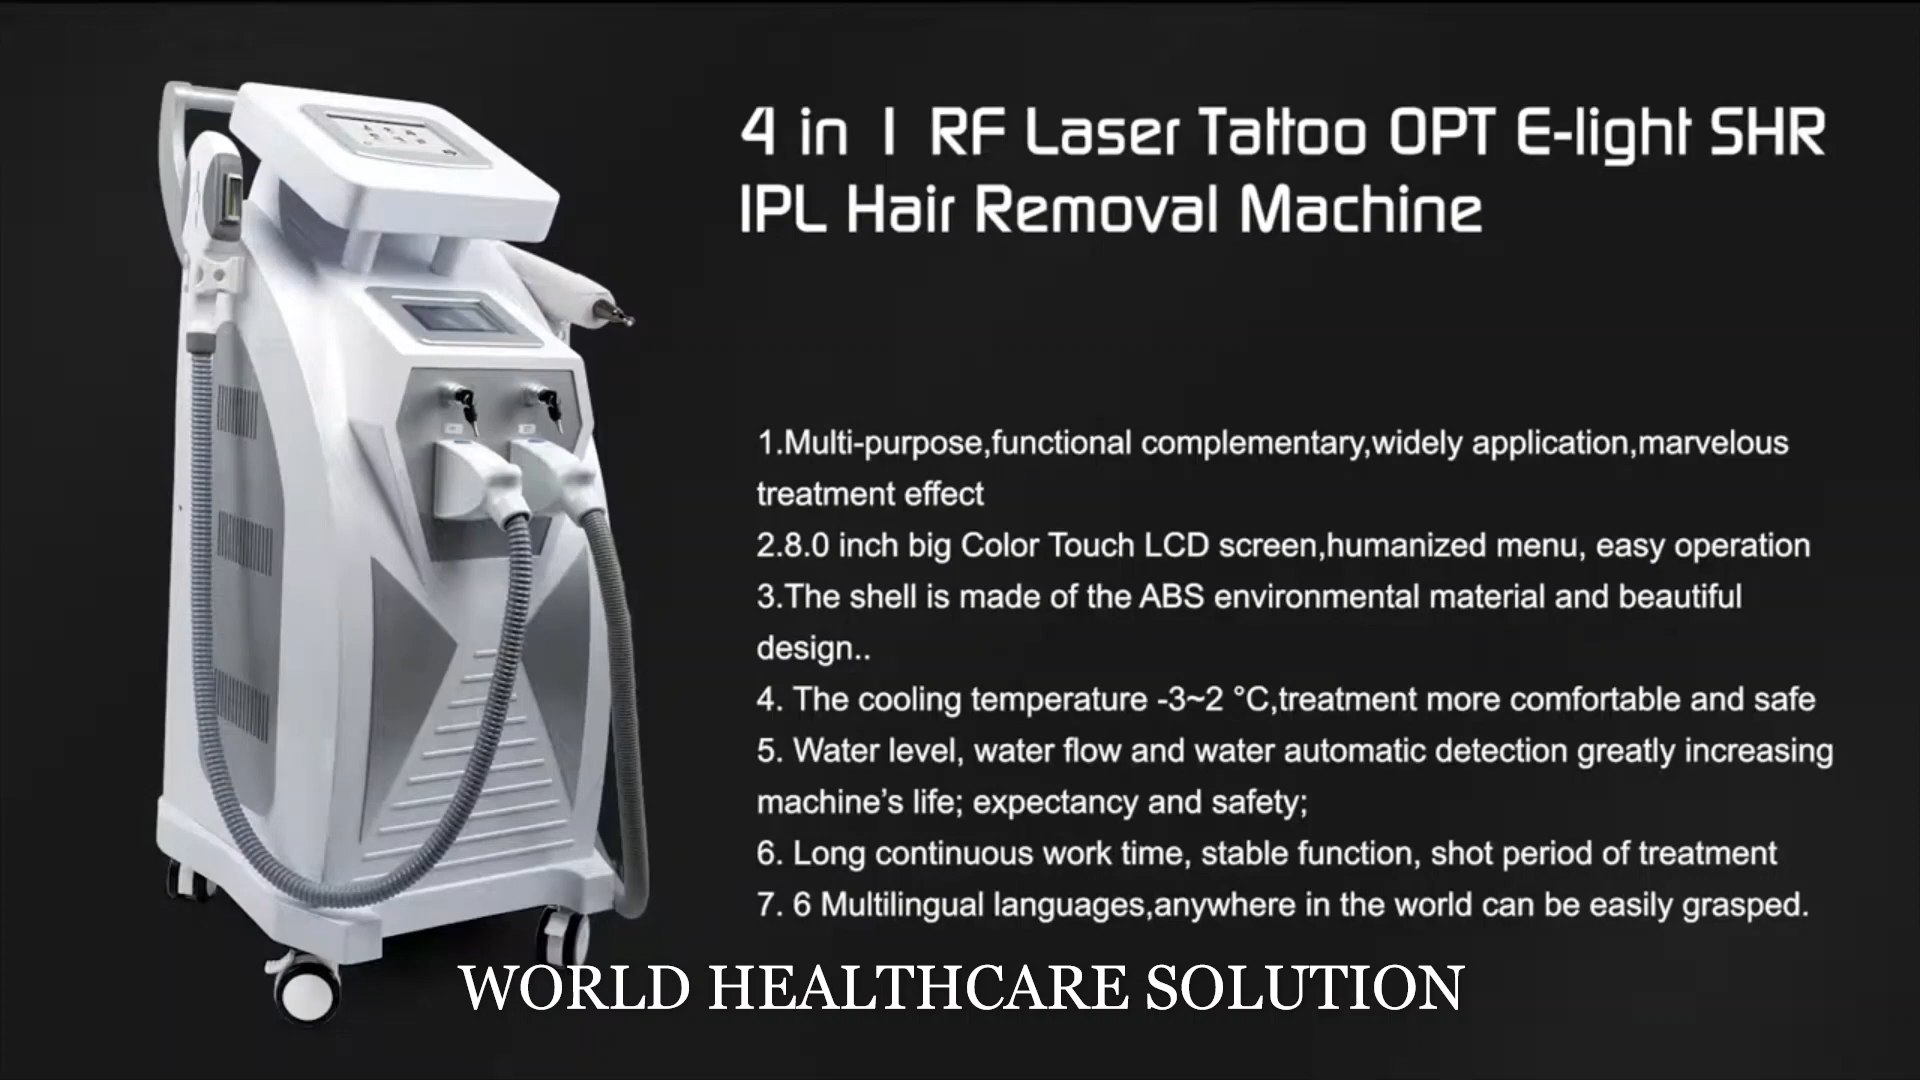 4 in 1 RF Laser Tattoo OPT E-light SHR
IPL Hair Removal Machine
1.Multi-purpose,functional complementary,widely application,marvelous
treatment effect
2.8.0 inch big Color Touch LCD screen,humanized menu, easy operation
3.The shell is made of the ABS environmental material and beautiful
design..
4. The cooling temperature -3~2 °C,treatment more comfortable and safe
5. Water level, water flow and water automatic detection greatly increasing
machine’s life; expectancy and safety;
6. Long continuous work time, stable function, shot period of treatment
7. 6 Multilingual languages,anywhere in the world can be easily grasped.
WORLD HEALTHCARE SOLUTION